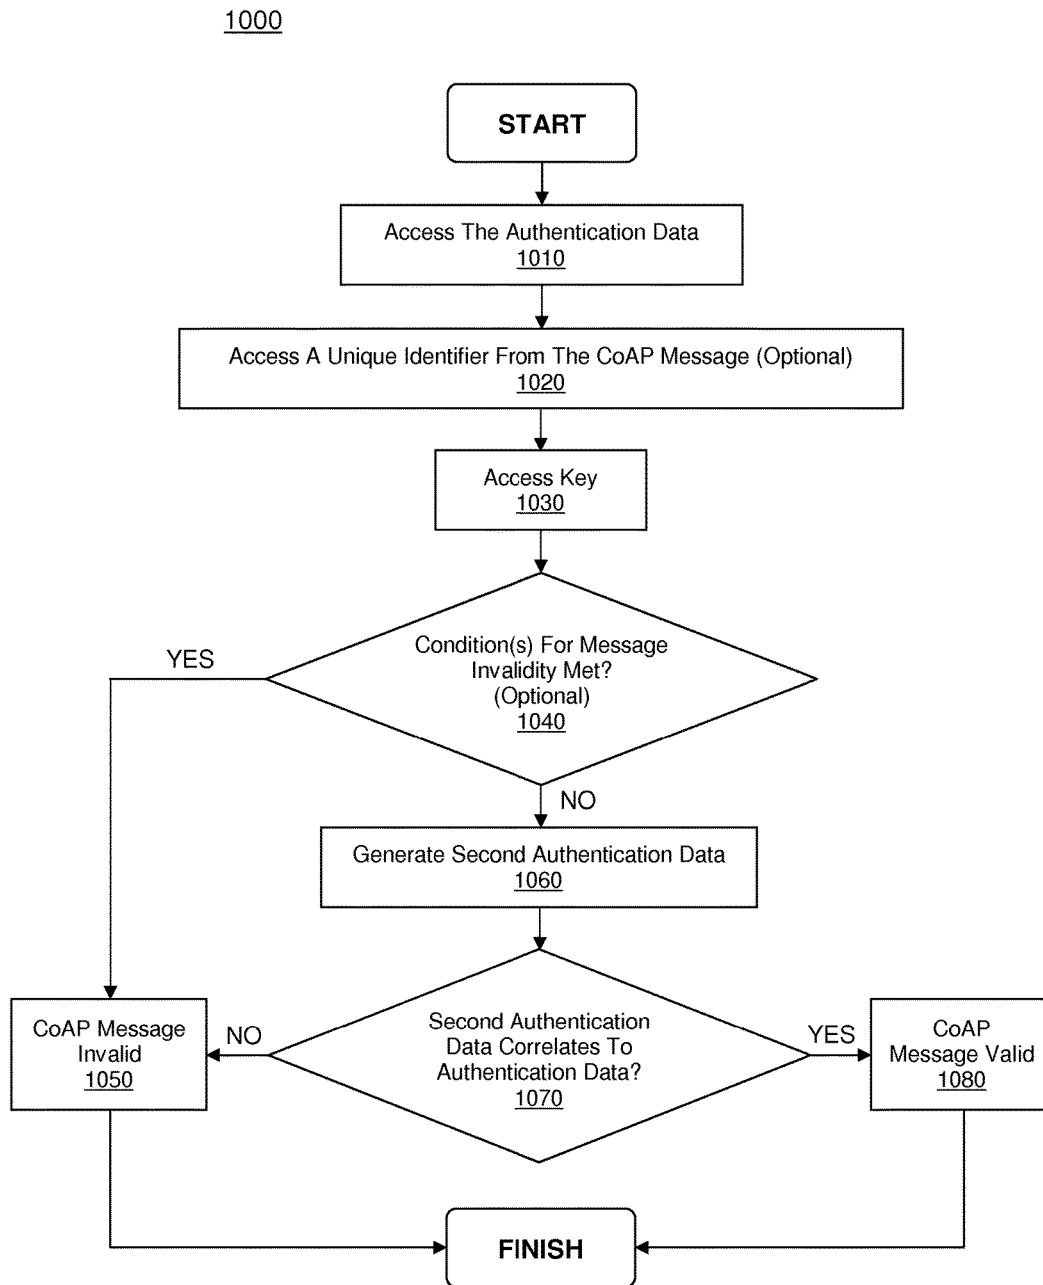 1000
START
Access The Authentication Data
1010
Access A Unique Identifier From The CoAP Message (Optional)
1020
Access Key
1030
Condition(s) For Message
Invalidity Met?
(Optional)
1040
YES
NO
Generate Second Authentication Data
1060
CoAP Message
Invalid
1050
NO
Second Authentication
Data Correlates To
Authentication Data?
1070
YES
CoAP
Message Valid
1080
FINISH